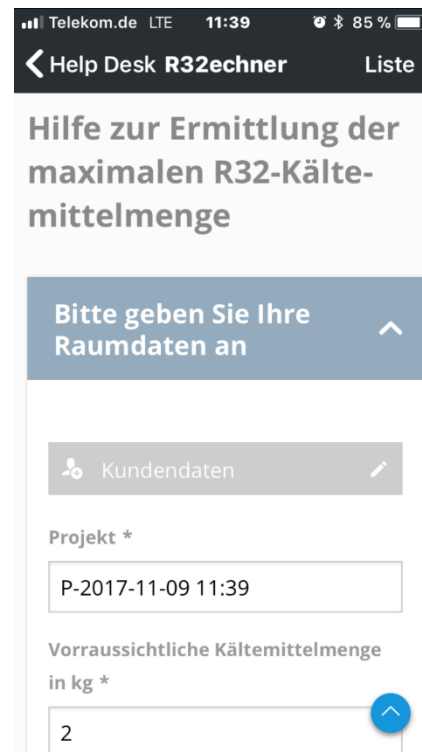 Telekom.de LTE 11:39 85 %
Help Desk R32echner Liste
Hilfe zur Ermittlung der
maximalen R32-Kälte-
mittelmenge
Bitte geben Sie Ihre
Raumdaten an
Kundendaten
Projekt *
P-2017-11-09 11:39
Vorraussichtliche Kältemittelmenge
in kg *
2